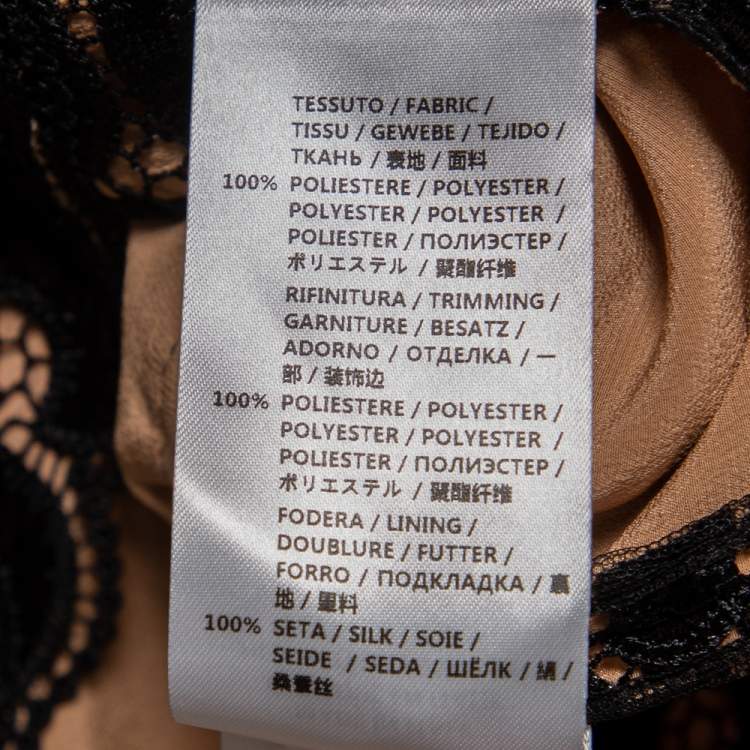 TESSUTO / FABRIC /
TISSU / GEWEBE / TEJIDO /
ТКАНЬ / 表地 / 面料
100% POLIESTERE / POLYESTER /
POLYESTER / POLYESTER /
POLIESTER / ПОЛИЭСТЕР /
ポリエステル / 聚酯纤维
RIFINITURA / TRIMMING /
GARNITURE / BESATZ /
ADORNO / ОТДЕЛКА / 一
部 / 装饰边
100% POLIESTERE / POLYESTER /
POLYESTER / POLYESTER /
POLIESTER / ПОЛИЭСТЕР /
ポリエステル / 聚酯纤维
FODERA / LINING /
DOUBLURE / FUTTER /
FORRO / ПОДКЛАДКА / 裏
地 / 里料
100% SETA / SILK / SOIE /
SEIDE / SEDA / ШЁЛК / 絹 /
桑蚕丝